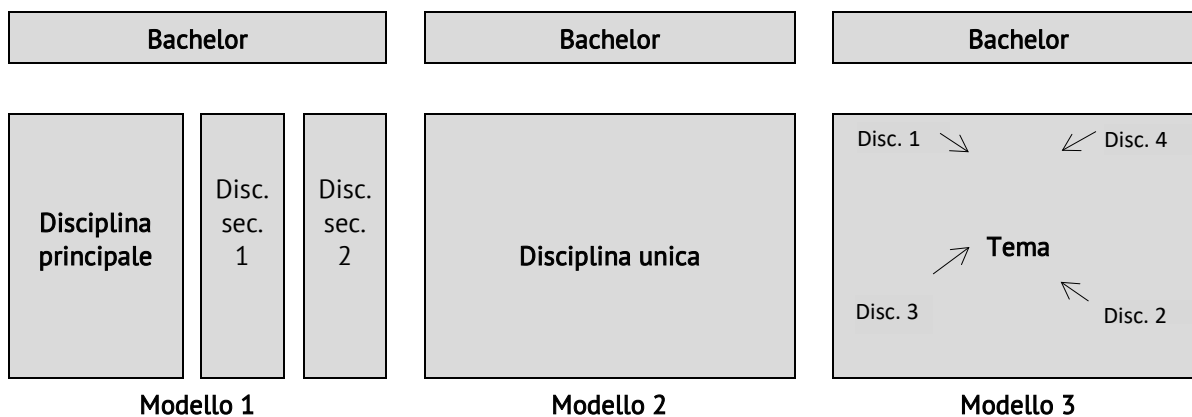 Bachelor
Disciplina
principale
Disc.
sec.
1
Disc.
sec.
2
Modello 1
Bachelor
Disciplina unica
Modello 2
Bachelor
Disc. 1
Disc. 4
Tema
Disc. 3
Disc. 2
Modello 3